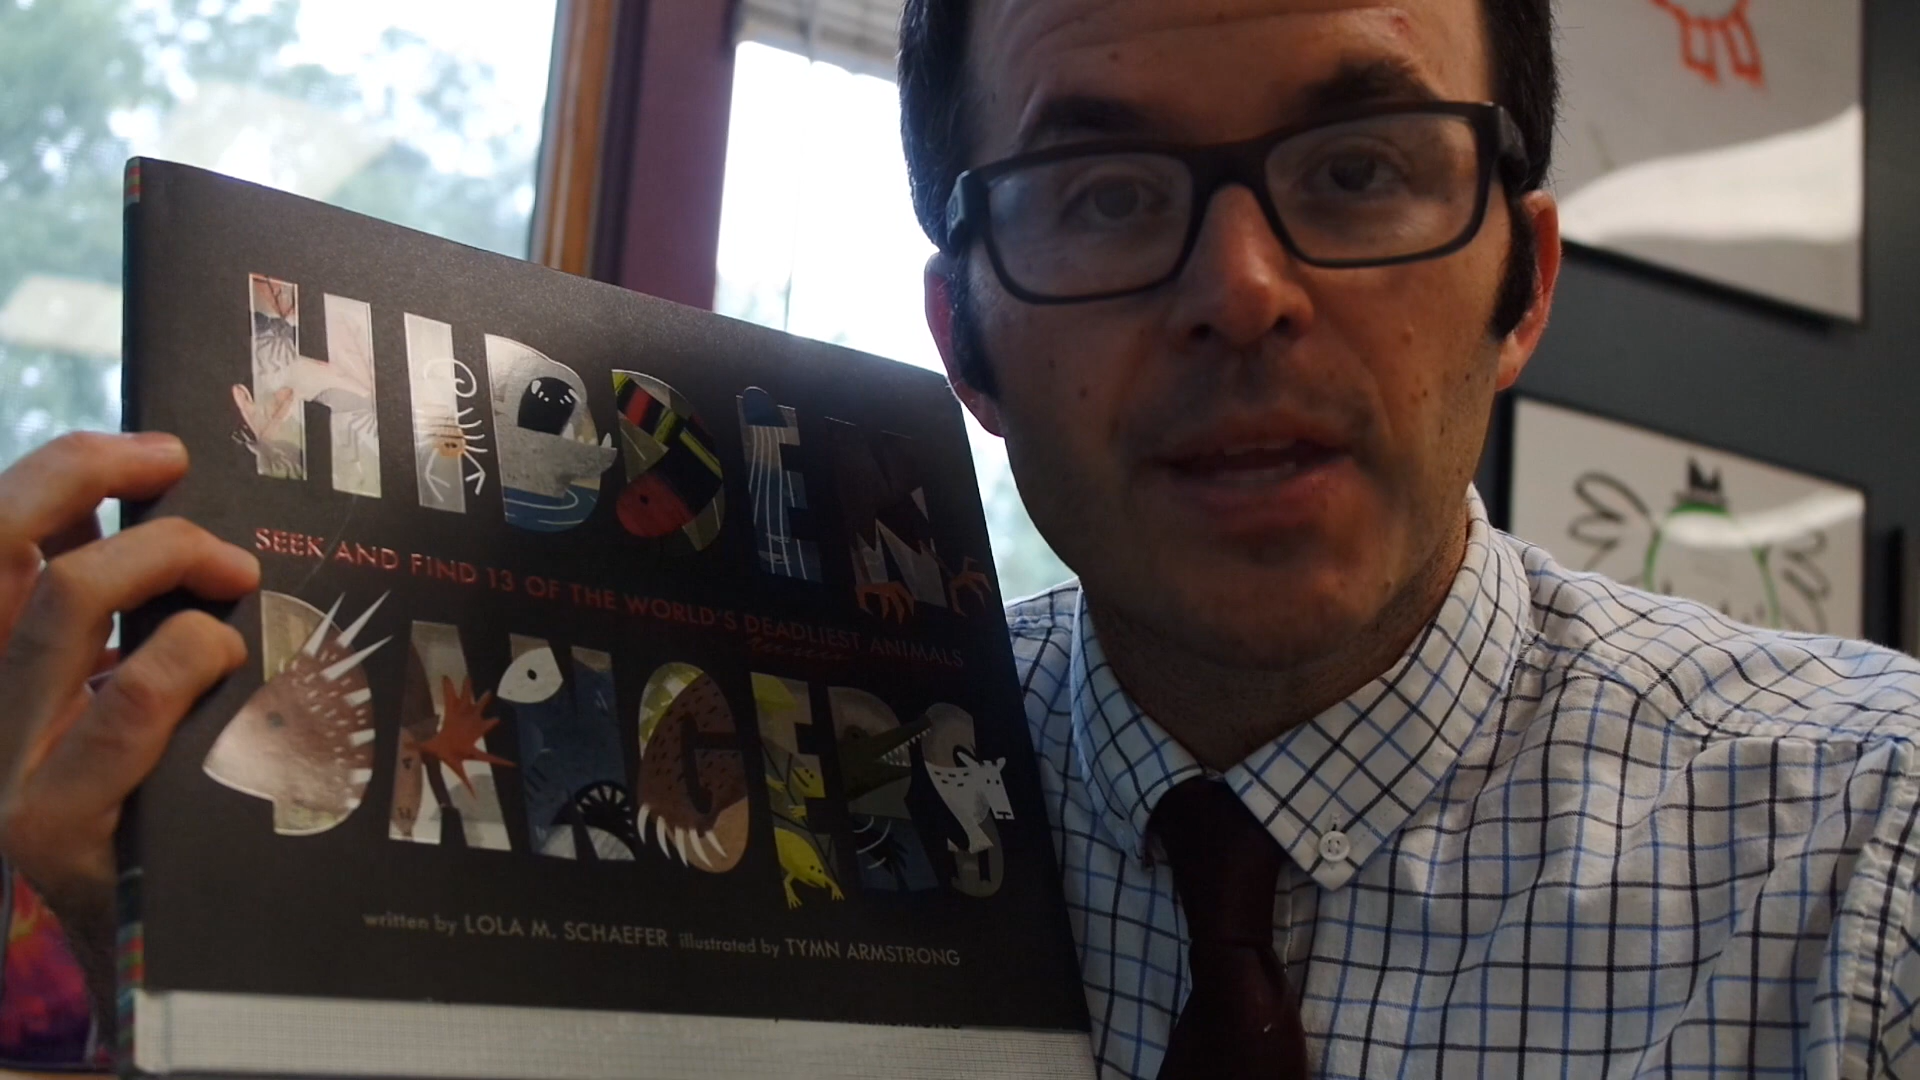 HIDDEN
SEEK AND FIND 13 OF THE WORLD'S DEADLIEST ANIMALS
DANGERS
written by LOLA M. SCHAEFER illustrated by TYMN ARMSTRONG